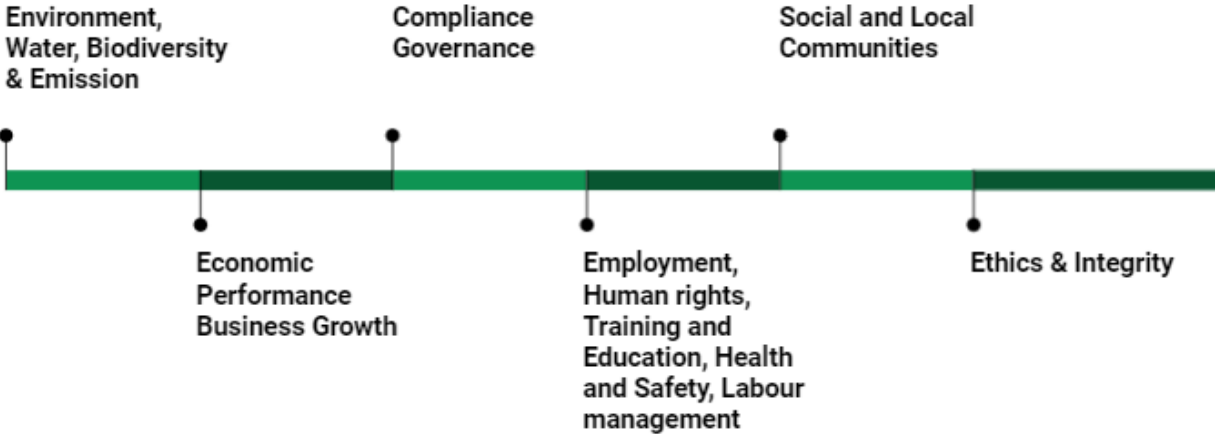 Environment,
Water, Biodiversity
& Emission
Compliance
Governance
Social and Local
Communities
Economic
Performance
Business Growth
Employment,
Human rights,
Training and
Education, Health
and Safety, Labour
management
Ethics & Integrity